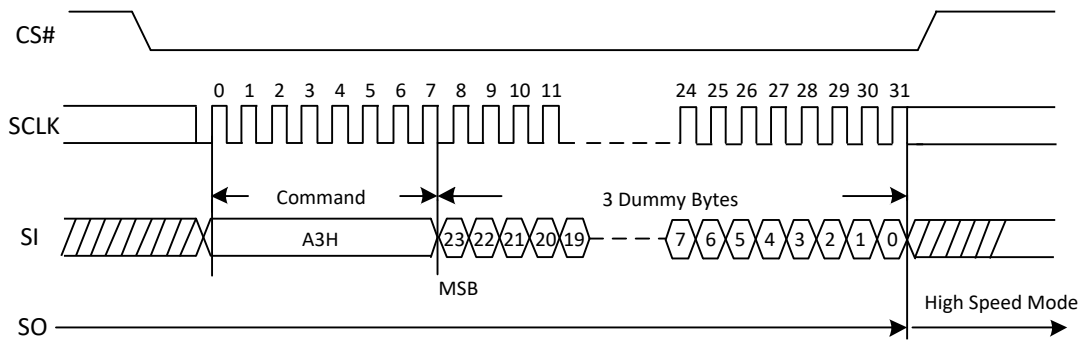 CS#
0 1 2 3 4 5 6 7 8 9 10 11 24 25 26 27 28 29 30 31
SCLK
Command 3 Dummy Bytes
SI A3H 23 22 21 20 19 7 6 5 4 3 2 1 0
MSB
High Speed Mode
SO